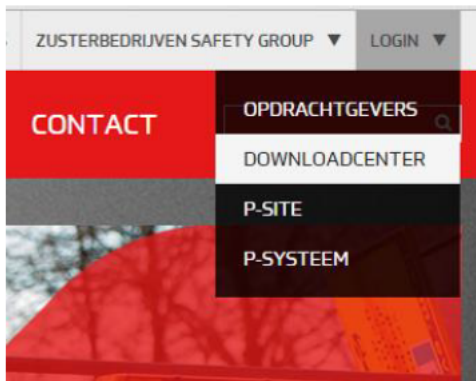 ZUSTERBEDRIJVEN SAFETY GROUP ▼
LOGIN ▼
CONTACT
OPDRACHTGEVERS
DOWNLOADCENTER
P-SITE
P-SYSTEEM